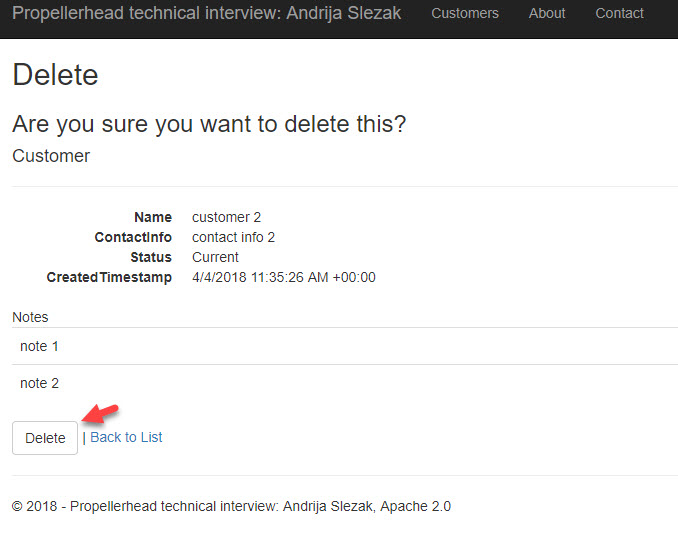 Propellerhead technical interview: Andrija Slezak Customers About Contact
Delete
Are you sure you want to delete this?
Customer
Name customer 2
ContactInfo contact info 2
Status Current
CreatedTimestamp 4/4/2018 11:35:26 AM +00:00
Notes
note 1
note 2
Delete | Back to List
© 2018 - Propellerhead technical interview: Andrija Slezak, Apache 2.0